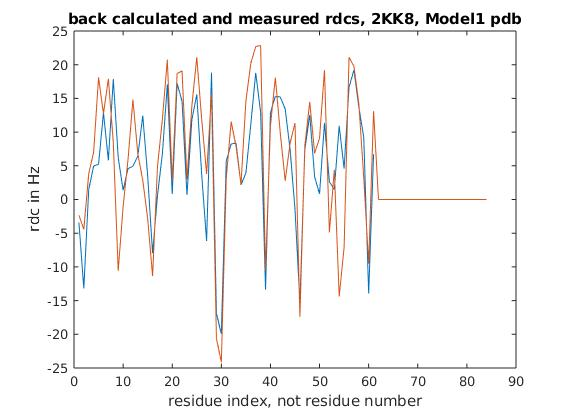 back calculated and measured rdcs, 2KK8, Model1 pdb
25
20
15
10
5
0
-5
-10
-15
-20
-25
rdc in Hz
0 10 20 30 40 50 60 70 80 90
residue index, not residue number